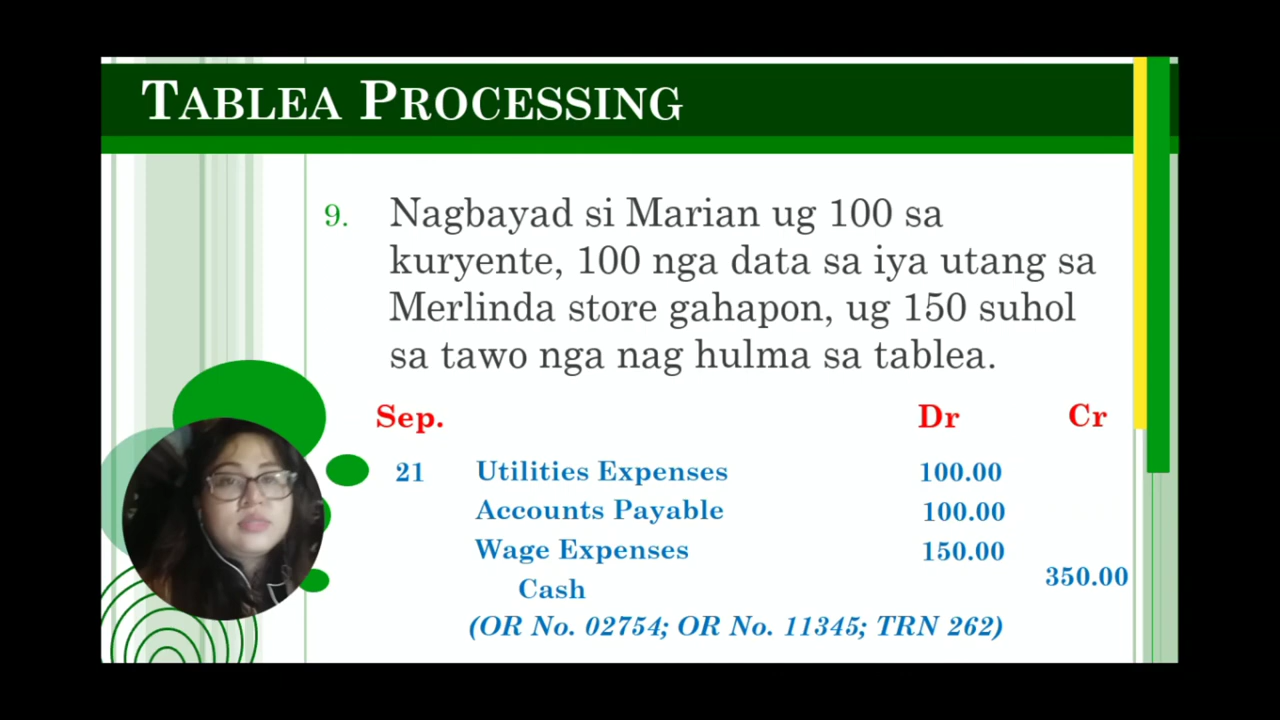 TABLEA PROCESSING
9. Nagbayad si Marian ug 100 sa
kuryente, 100 nga data sa iya utang sa
Merlinda store gahapon, ug 150 suhol
sa tawo nga nag hulma sa tablea.
Sep. Dr Cr
21 Utilities Expenses 100.00
Accounts Payable 100.00
Wage Expenses 150.00
Cash 350.00
(OR No. 02754; OR No. 11345; TRN 262)